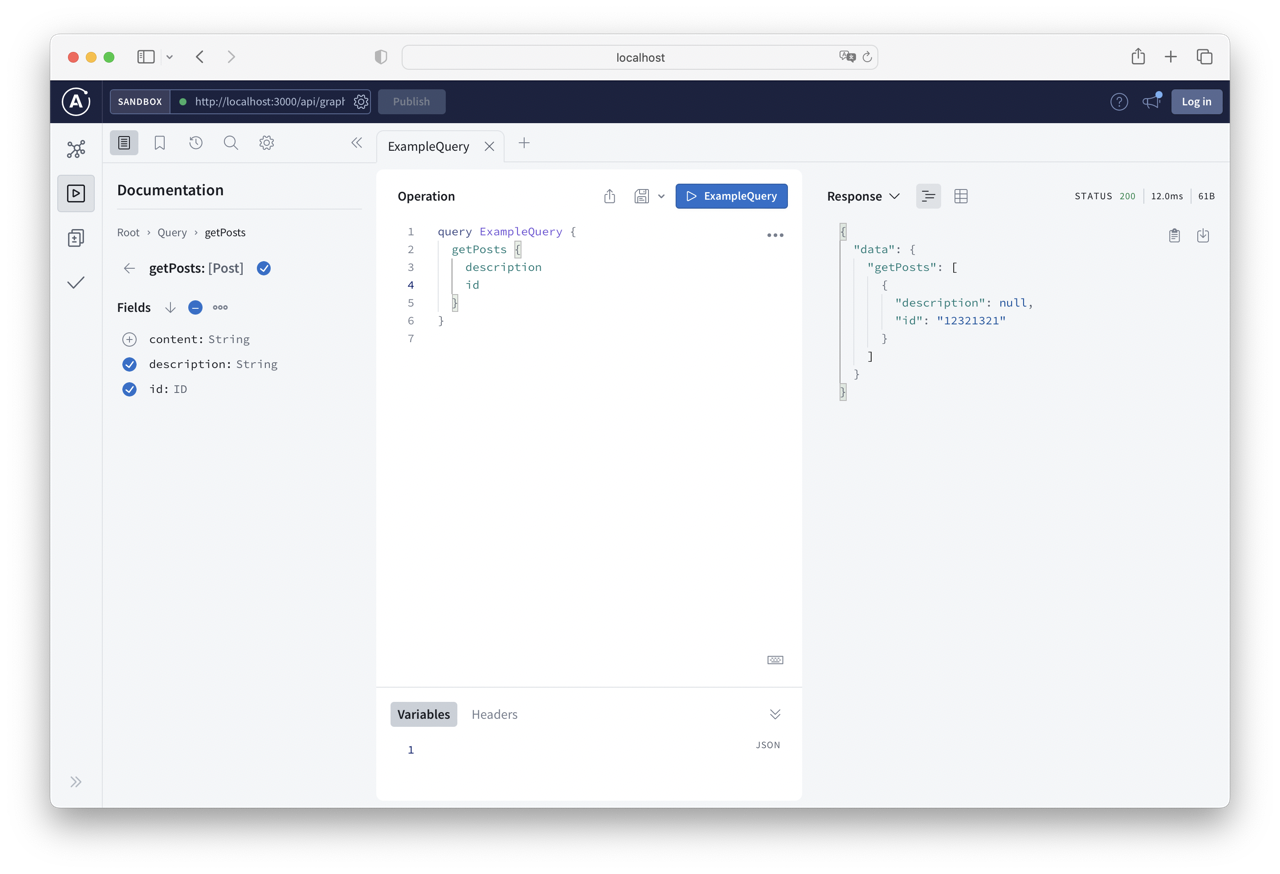 localhost
SANDBOX
http://localhost:3000/api/graph
Publish
Log in
ExampleQuery
Documentation
Root › Query › getPosts
getPosts: [Post]
Fields
content: String
description: String
id: ID
Operation
ExampleQuery
1 query ExampleQuery {
2 getPosts {
3 description
4 id
5 }
6 }
7
Variables
Headers
JSON
1
Response
STATUS 200
12.0ms
61B
{
"data": {
"getPosts": [
{
"description": null,
"id": "12321321"
}
]
}
}